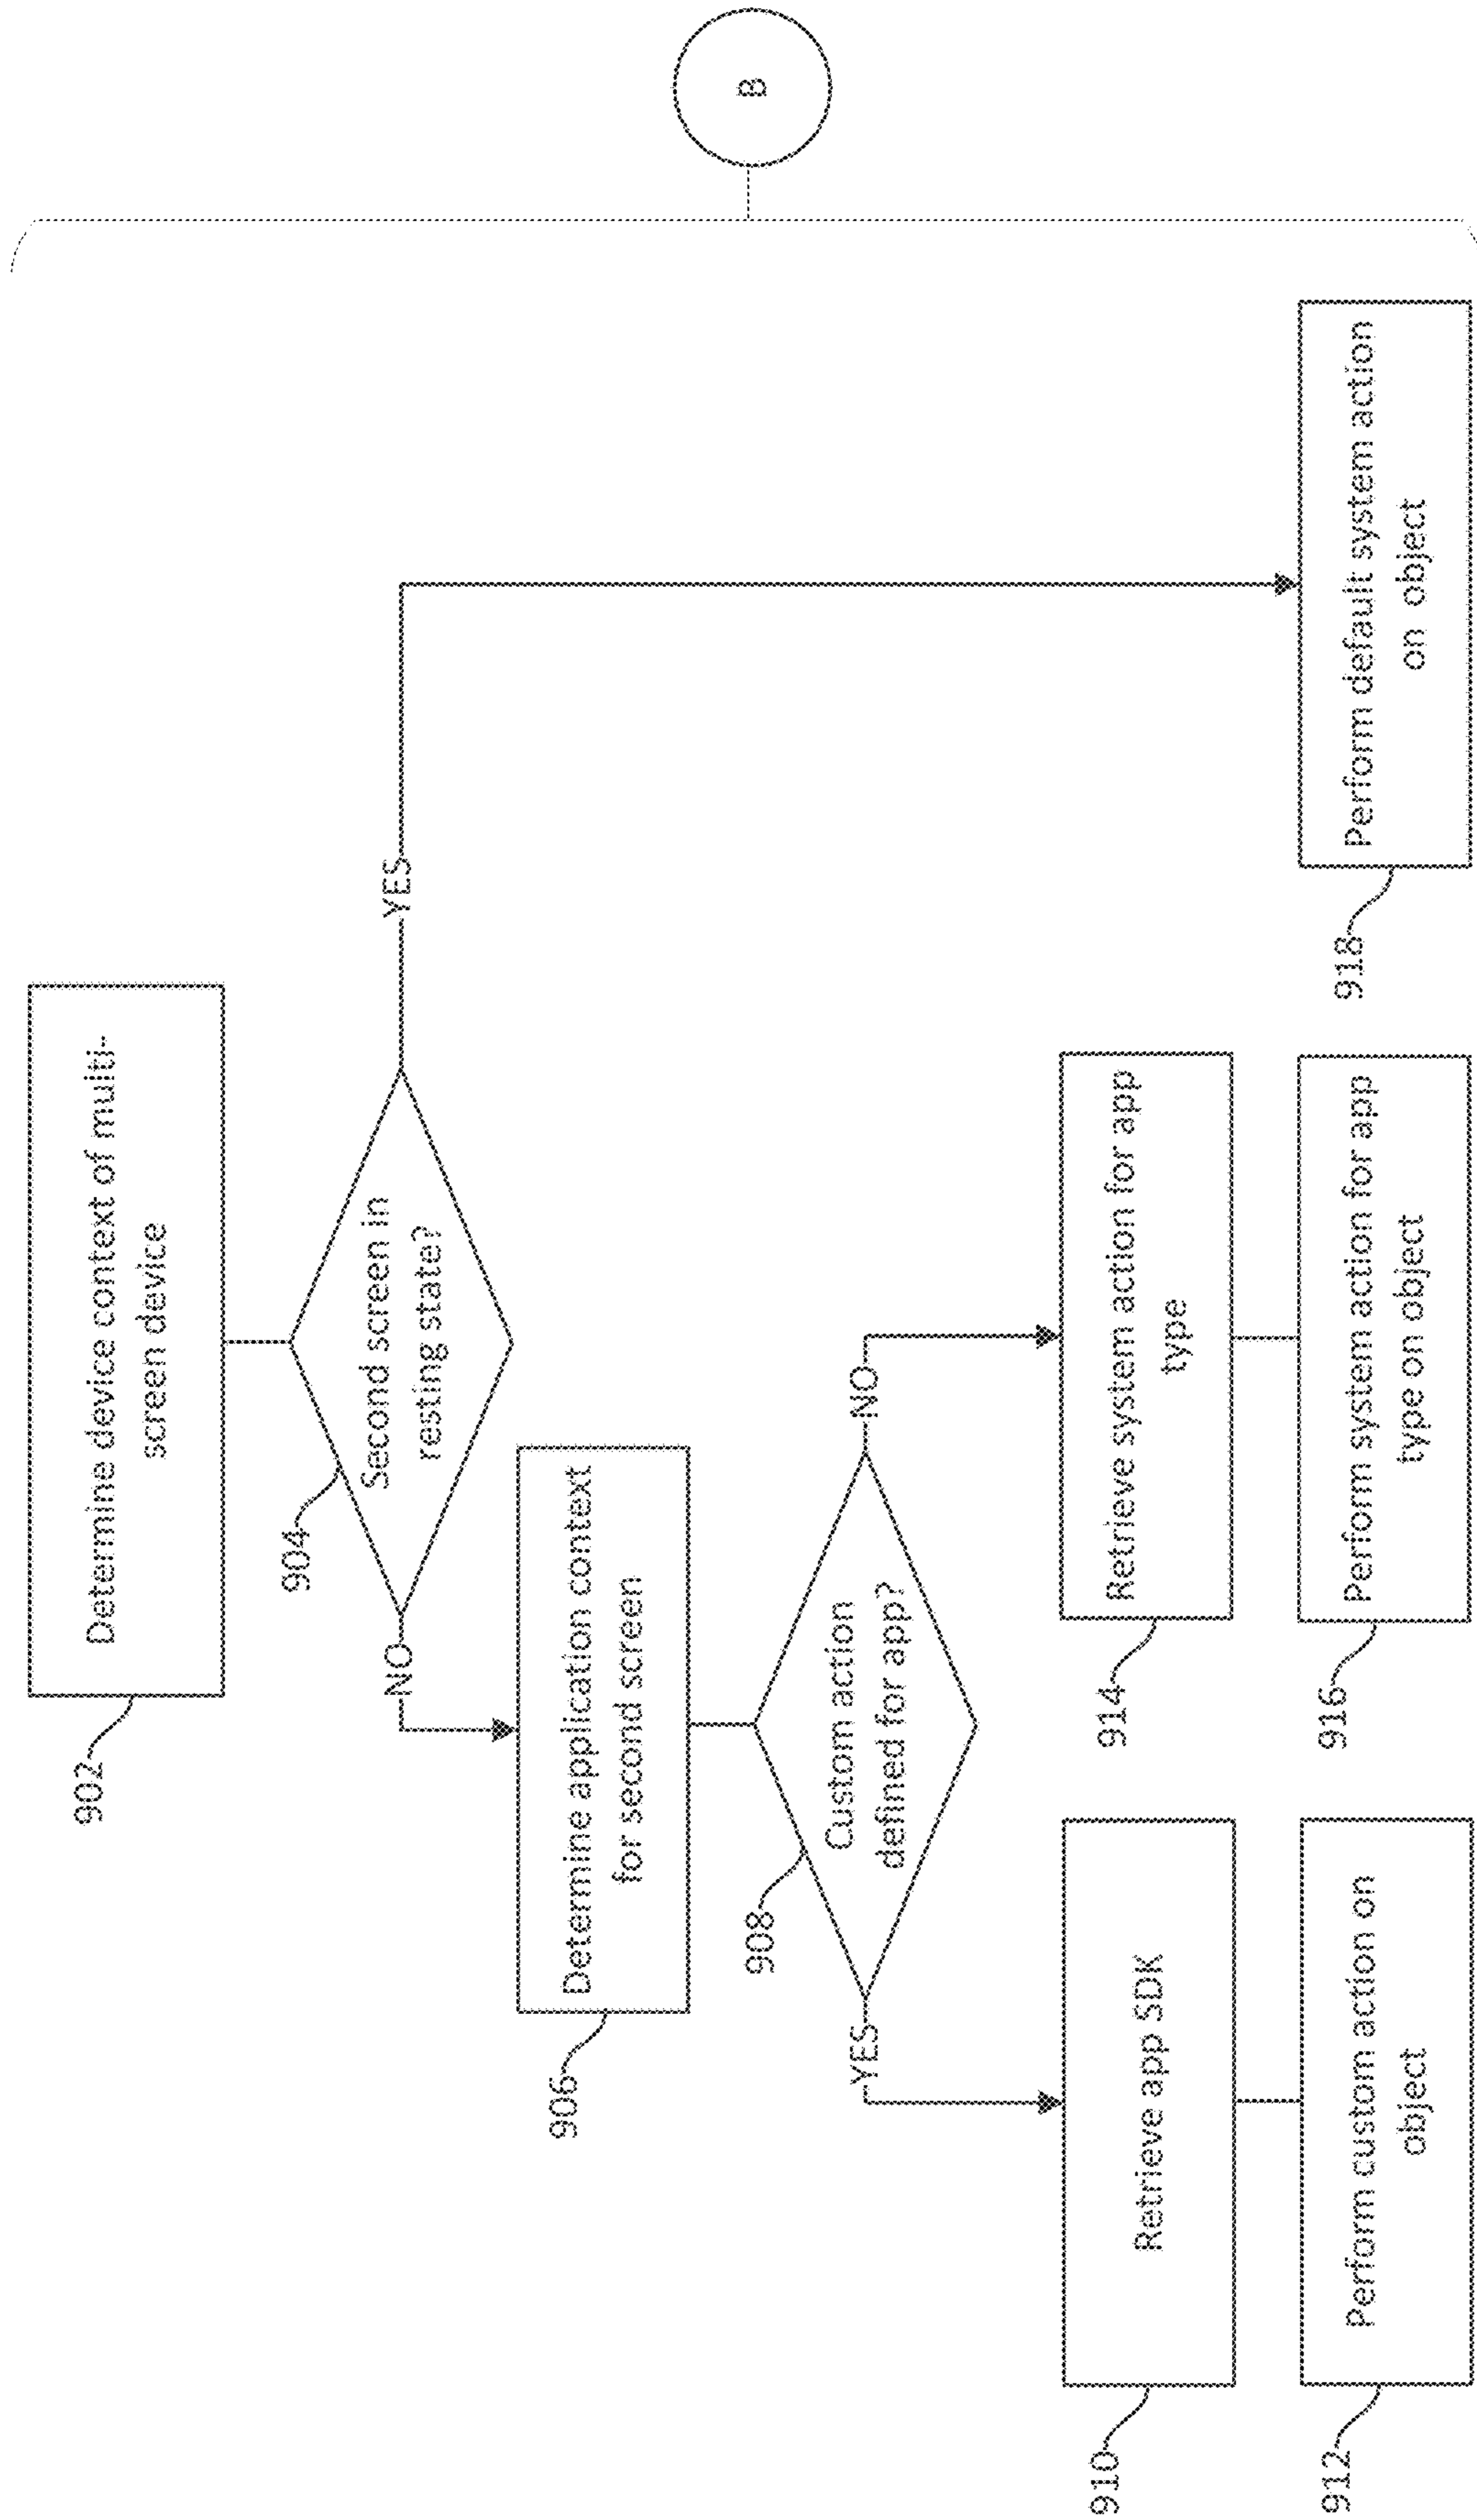 902
Determine device context of multi-
screen device
904
Second screen in
resting state?
NO
YES
906
Determine application context
for second screen
908
Custom action
defined for app?
YES
NO
910
Retrieve app SDK
914
Retrieve system action for app
type
912
Perform custom action on
object
916
Perform system action for app
type on object
918
Perform default system action
on object
B